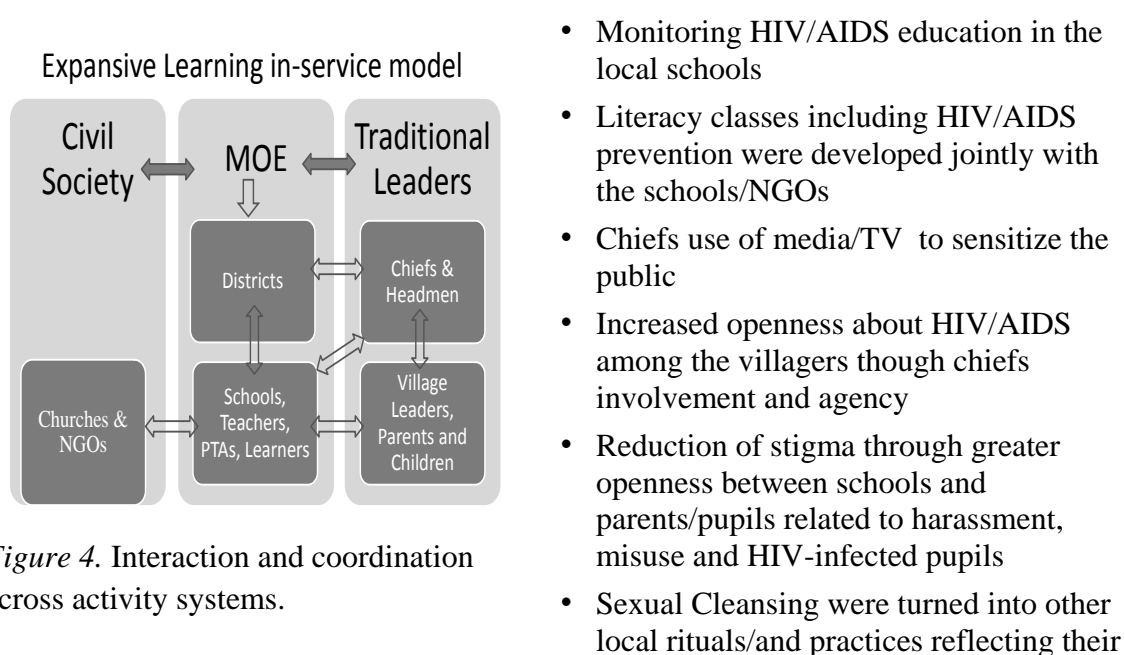 Expansive Learning in-service model
Civil
Society
MOE
Traditional
Leaders
Districts
Chiefs &
Headmen
Churches &
NGOs
Schools,
Teachers,
PTAs, Learners
Village
Leaders,
Parents and
Children
igure 4. Interaction and coordination
cross activity systems.
• Monitoring HIV/AIDS education in the
local schools
• Literacy classes including HIV/AIDS
prevention were developed jointly with
the schools/NGOs
• Chiefs use of media/TV to sensitize the
public
• Increased openness about HIV/AIDS
among the villagers though chiefs
involvement and agency
• Reduction of stigma through greater
openness between schools and
parents/pupils related to harassment,
misuse and HIV-infected pupils
• Sexual Cleansing were turned into other
local rituals/and practices reflecting their